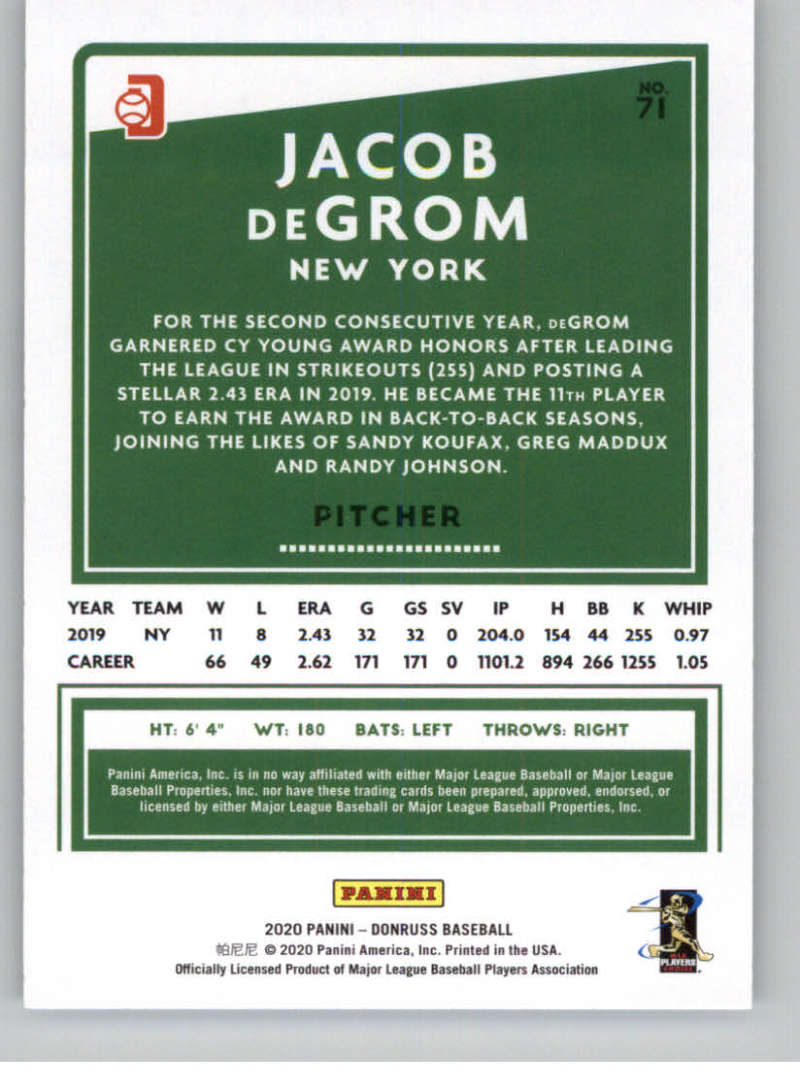 NO.
71
JACOB
DEGROM
NEW YORK
FOR THE SECOND CONSECUTIVE YEAR, DEGROM
GARNERED CY YOUNG AWARD HONORS AFTER LEADING
THE LEAGUE IN STRIKEOUTS (255) AND POSTING A
STELLAR 2.43 ERA IN 2019. HE BECAME THE 11TH PLAYER
TO EARN THE AWARD IN BACK-TO-BACK SEASONS,
JOINING THE LIKES OF SANDY KOUFAX, GREG MADDUX
AND RANDY JOHNSON.
PITCHER
YEAR TEAM W L ERA G GS SV IP H BB K WHIP
2019 NY 11 8 2.43 32 32 0 204.0 154 44 255 0.97
CAREER 66 49 2.62 171 171 0 1101.2 894 266 1255 1.05
HT: 6' 4" WT: 180 BATS: LEFT THROWS: RIGHT
Panini America, Inc. is in no way affiliated with either Major League Baseball or Major League
Baseball Properties, Inc. nor have these trading cards been prepared, approved, endorsed, or
licensed by either Major League Baseball or Major League Baseball Properties, Inc.
PANINI
2020 PANINI – DONRUSS BASEBALL
帕尼尼 © 2020 Panini America, Inc. Printed in the USA.
Officially Licensed Product of Major League Baseball Players Association
MLB
PLAYERS
CHOICE